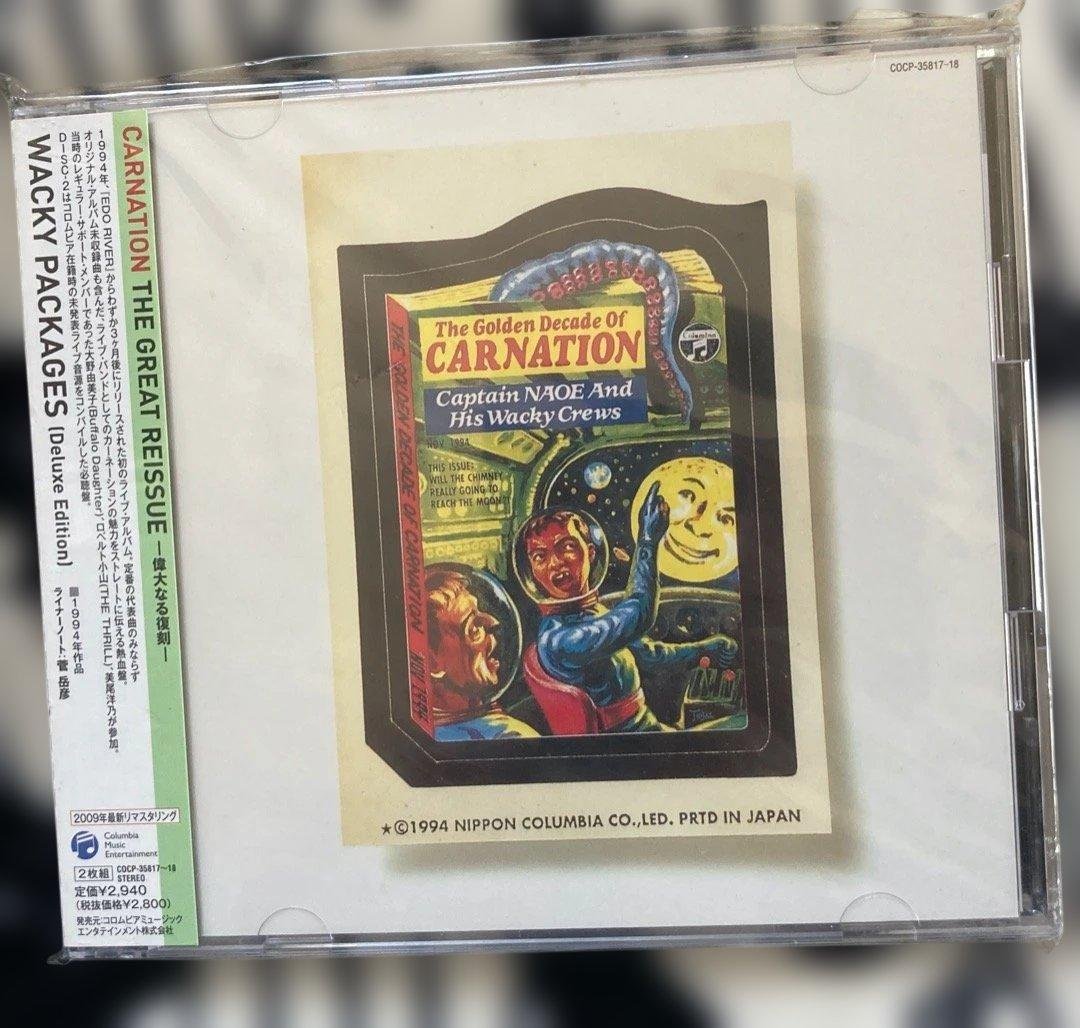 COCP-35817-18
CARNATION THE GREAT REISSUE ー偉大なる復刻ー
1994年、「EDO RIVER」からわずか3ヶ月後にリリースされた初のライブ・アルバム。定番の代表曲のみならず
オリジナル・アルバム未収録曲も含んだ、ライブ・バンドとしてのカーネーションの魅力をストレートに伝える熱血盤。
当時のレギュラー・サポート・メンバーであった大野由美子(Buffalo Daughter)、ロベルト小山(THE THRILL)、美尾洋乃が参加。
DISC-2はコロムビア在籍時の未発表ライブ音源をコンパイルした必聴盤。
■1994年作品
WACKY PACKAGES [Deluxe Edition]
ライナーノート：菅 岳彦
2009年最新リマスタリング
Columbia
Music
Entertainment
2枚組 COCP-35817〜18
STEREO
定価¥2,940
(税抜価格¥2,800)
発売元:コロムビアミュージック
エンタテインメント株式会社
The Golden Decade Of
CARNATION
Captain NAOE And
His Wacky Crews
Columbia
NOV 1994
THIS ISSUE:
WILL THE CHIMNEY
REALLY GOING TO
REACH THE MOON?!
THE GOLDEN DECADE OF CARNATION NOV. 1994
★©1994 NIPPON COLUMBIA CO.,LED. PRTD IN JAPAN